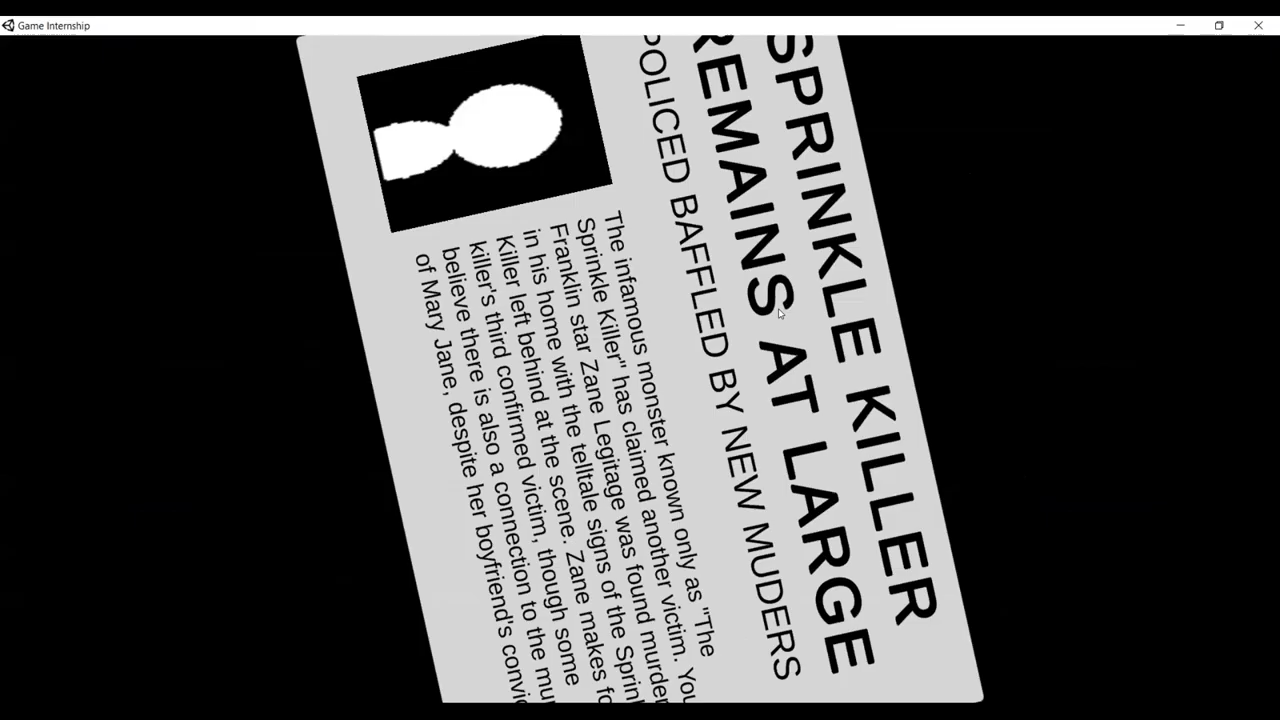 Game Internship
SPRINKLE KILLER
REMAINS AT LARGE
POLICED BAFFLED BY NEW MUDERS
The infamous monster known only as "The
Sprinkle Killer" has claimed another victim. You
Franklin star Zane Legitage was found murder
in his home with the telltale signs of the Sprin
Killer left behind at the scene. Zane makes fo
killer's third confirmed victim, though some
believe there is also a connection to the mu
of Mary Jane, despite her boyfriend's convi